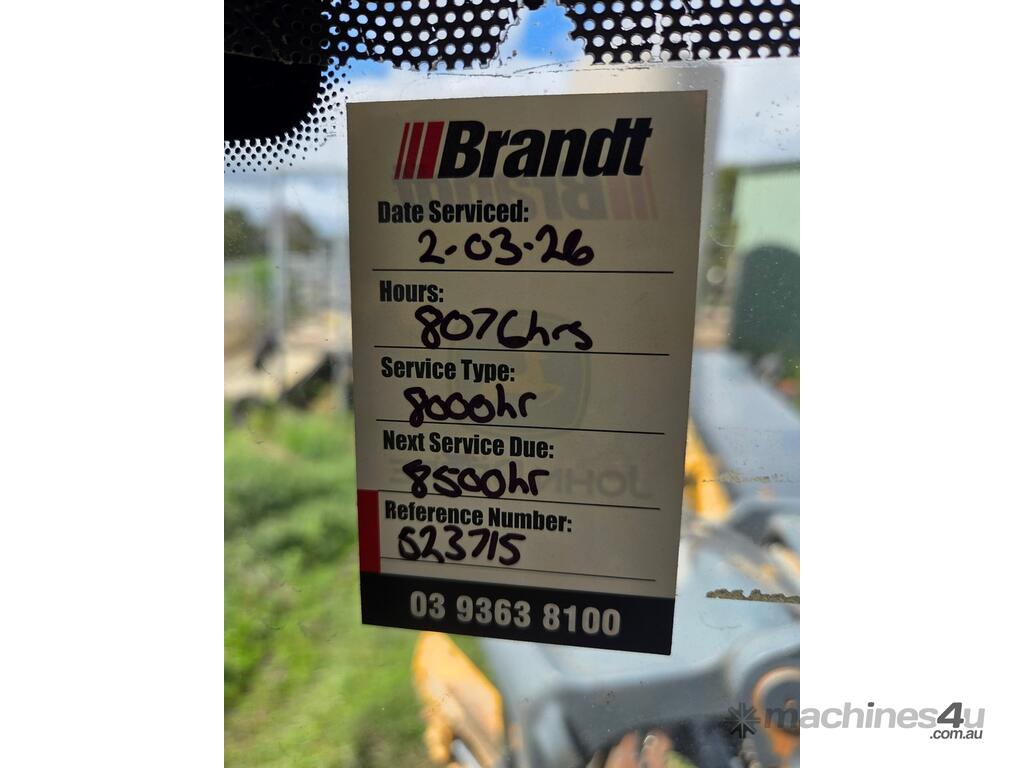 Brandt
Date Serviced:
2-03-26
Hours:
8076hrs
Service Type:
8000hr
Next Service Due:
8500hr
Reference Number:
623715
03 9363 8100
machines4u
.com.au